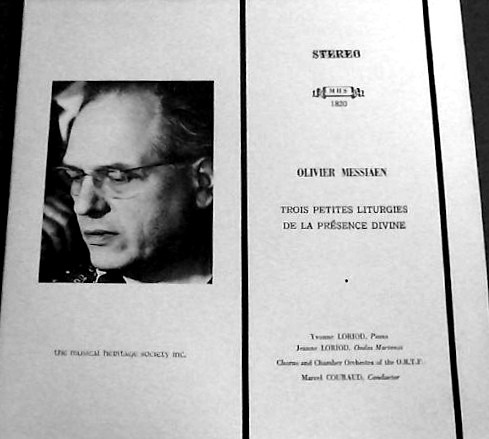 STEREO
MHS
1820
OLIVIER MESSIAEN
TROIS PETITES LITURGIES
DE LA PRÉSENCE DIVINE
Yvonne LORIOD, Piano
Jeanne LORIOD, Ondes Martenot
Chorus and Chamber Orchestra of the O.R.T.F.
Marcel COURAUD, Conductor
the musical heritage society inc.